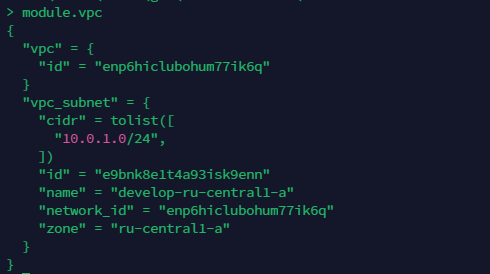 > module.vpc
{
  "vpc" = {
    "id" = "enp6hiclubohum77ik6q"
  }
  "vpc_subnet" = {
    "cidr" = tolist([
      "10.0.1.0/24",
    ])
    "id" = "e9bnk8e1t4a93isk9enn"
    "name" = "develop-ru-central1-a"
    "network_id" = "enp6hiclubohum77ik6q"
    "zone" = "ru-central1-a"
  }
}